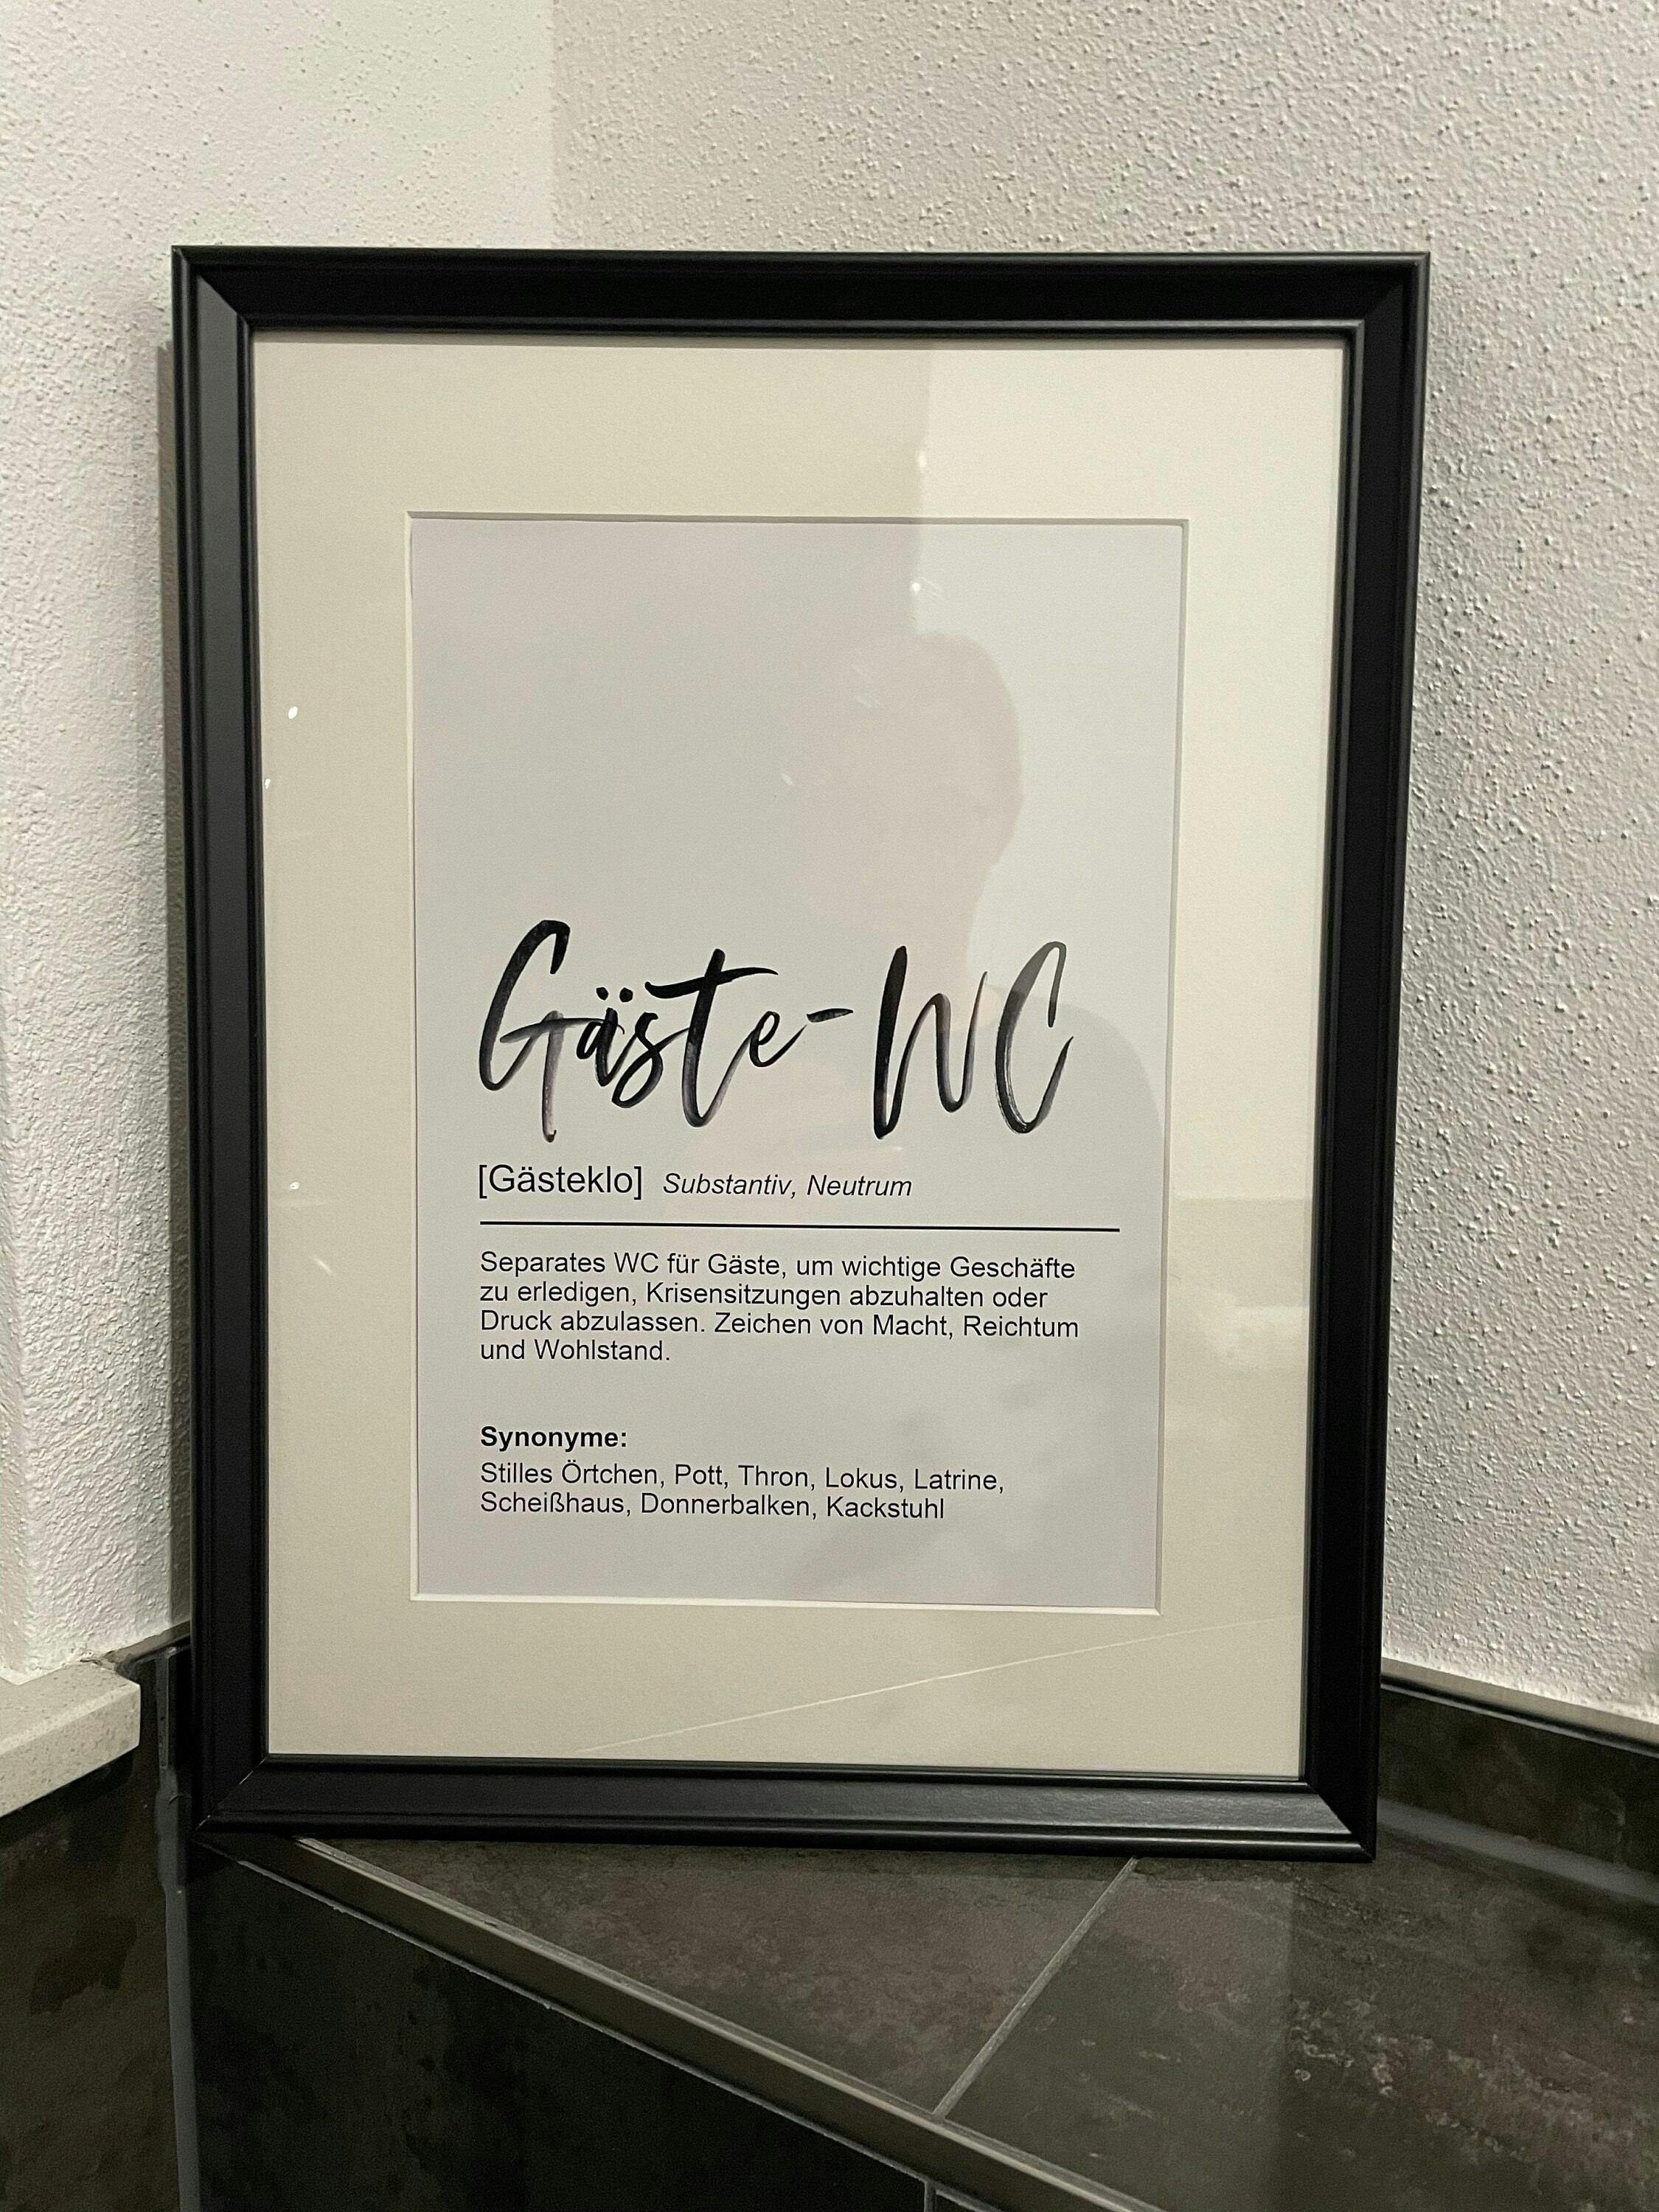 Gäste-WC
[Gästeklo] Substantiv, Neutrum
Separates WC für Gäste, um wichtige Geschäfte
zu erledigen, Krisensitzungen abzuhalten oder
Druck abzulassen. Zeichen von Macht, Reichtum
und Wohlstand.
Synonyme:
Stilles Örtchen, Pott, Thron, Lokus, Latrine,
Scheißhaus, Donnerbalken, Kackstuhl